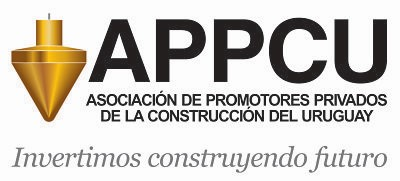 APPCU
ASOCIACIÓN DE PROMOTORES PRIVADOS
DE LA CONSTRUCCIÓN DEL URUGUAY
Invertimos construyendo futuro